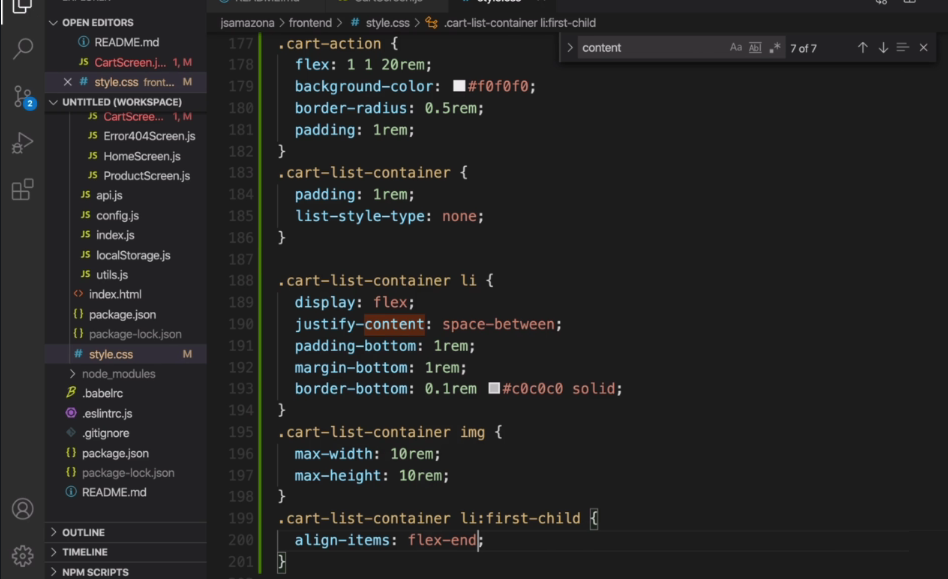 OPEN EDITORS
README.md
JS CartScreen.j... 1, M
# style.css front... M
UNTITLED (WORKSPACE)
JS CartScree... 1, M
JS Error404Screen.js
JS HomeScreen.js
JS ProductScreen.js
JS api.js
JS config.js
JS index.js
JS localStorage.js
JS utils.js
<> index.html
{} package.json
{} package-lock.json
# style.css M
node_modules
.babelrc
.eslintrc.js
.gitignore
{} package.json
{} package-lock.json
README.md
OUTLINE
TIMELINE
NPM SCRIPTS
2
jsamazona > frontend > # style.css > .cart-list-container li:first-child
content Aa Abl .* 7 of 7
177 .cart-action {
178 flex: 1 1 20rem;
179 background-color: #f0f0f0;
180 border-radius: 0.5rem;
181 padding: 1rem;
182 }
183 .cart-list-container {
184 padding: 1rem;
185 list-style-type: none;
186 }
187
188 .cart-list-container li {
189 display: flex;
190 justify-content: space-between;
191 padding-bottom: 1rem;
192 margin-bottom: 1rem;
193 border-bottom: 0.1rem #c0c0c0 solid;
194 }
195 .cart-list-container img {
196 max-width: 10rem;
197 max-height: 10rem;
198 }
199 .cart-list-container li:first-child {
200 align-items: flex-end;
201 }